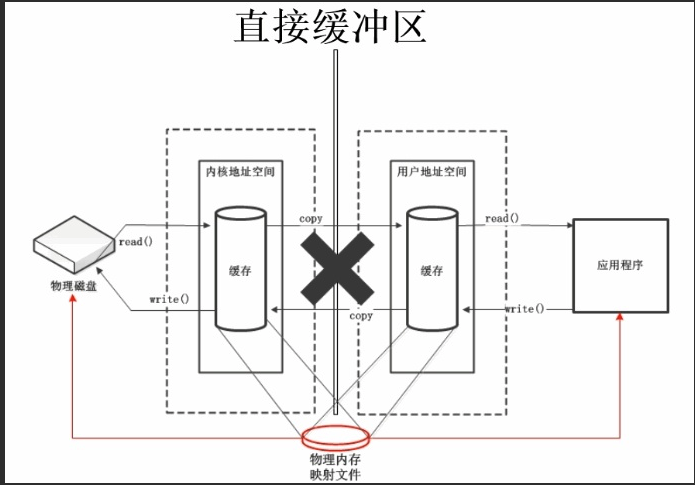 直接缓冲区
内核地址空间
用户地址空间
copy
read()
read()
应用程序
缓存
缓存
物理磁盘
write()
copy
write()
物理内存
映射文件